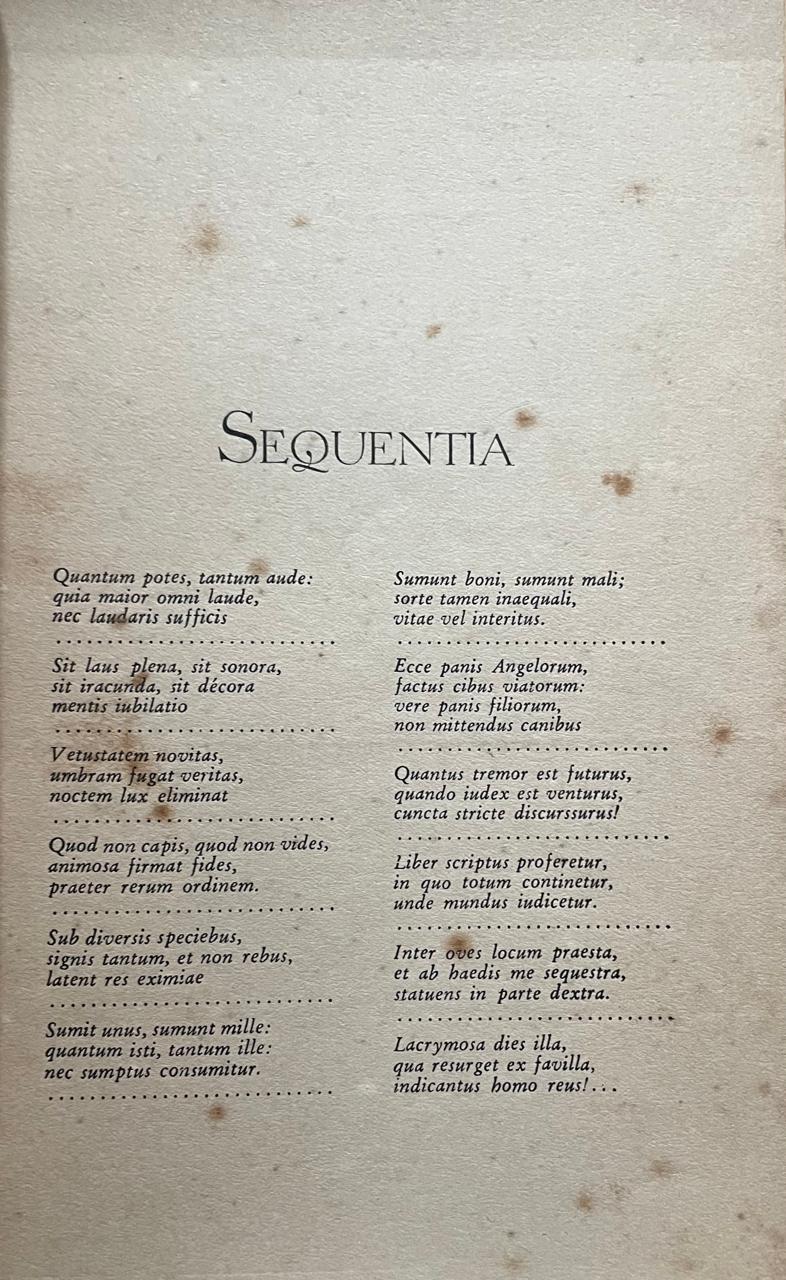 SEQUENTIA
Quantum potes, tantum aude:
quia maior omni laude,
nec laudaris sufficis
..............................
Sit laus plena, sit sonora,
sit iracunda, sit décora
mentis iubilatio
..............................
Vetustatem novitas,
umbram fugat veritas,
noctem lux eliminat
..............................
Quod non capis, quod non vides,
animosa firmat fides,
praeter rerum ordinem.
..............................
Sub diversis speciebus,
signis tantum, et non rebus,
latent res eximiae
..............................
Sumit unus, sumunt mille:
quantum isti, tantum ille:
nec sumptus consumitur.
..............................
Sumunt boni, sumunt mali;
sorte tamen inaequali,
vitae vel interitus.
..............................
Ecce panis Angelorum,
factus cibus viatorum:
vere panis filiorum,
non mittendus canibus
..............................
Quantus tremor est futurus,
quando iudex est venturus,
cuncta stricte discurssurus!
..............................
Liber scriptus proferetur,
in quo totum continetur,
unde mundus iudicetur.
..............................
Inter oves locum praesta,
et ab haedis me sequestra,
statuens in parte dextra.
..............................
Lacrymosa dies illa,
qua resurget ex favilla,
indicantus homo reus!...